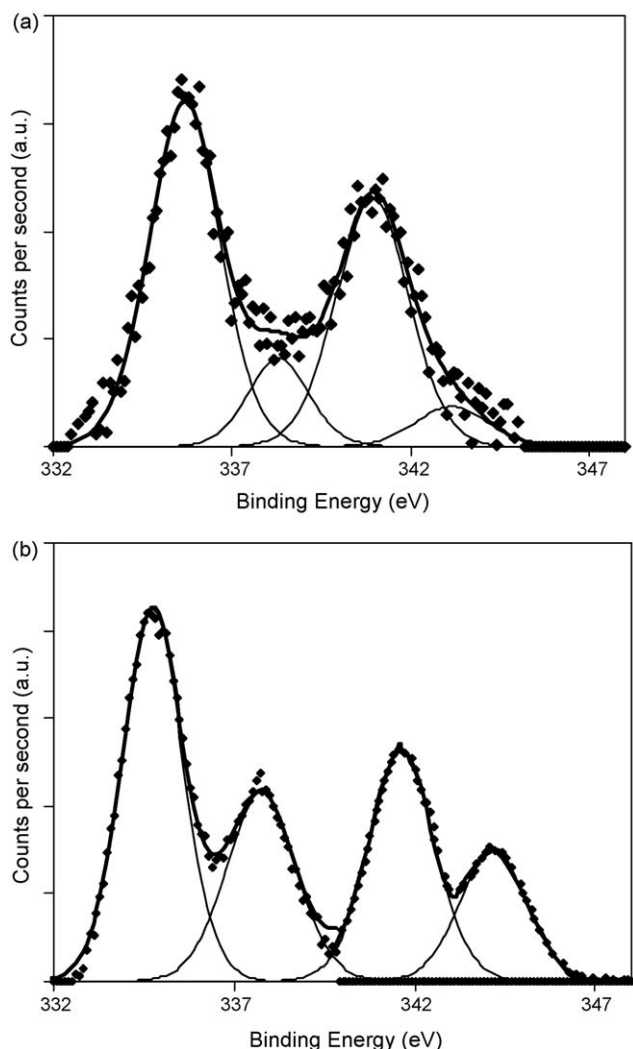 (a)
Counts per second (a.u.)
332
337
342
347
Binding Energy (eV)
(b)
Counts per second (a.u.)
332
337
342
347
Binding Energy (eV)